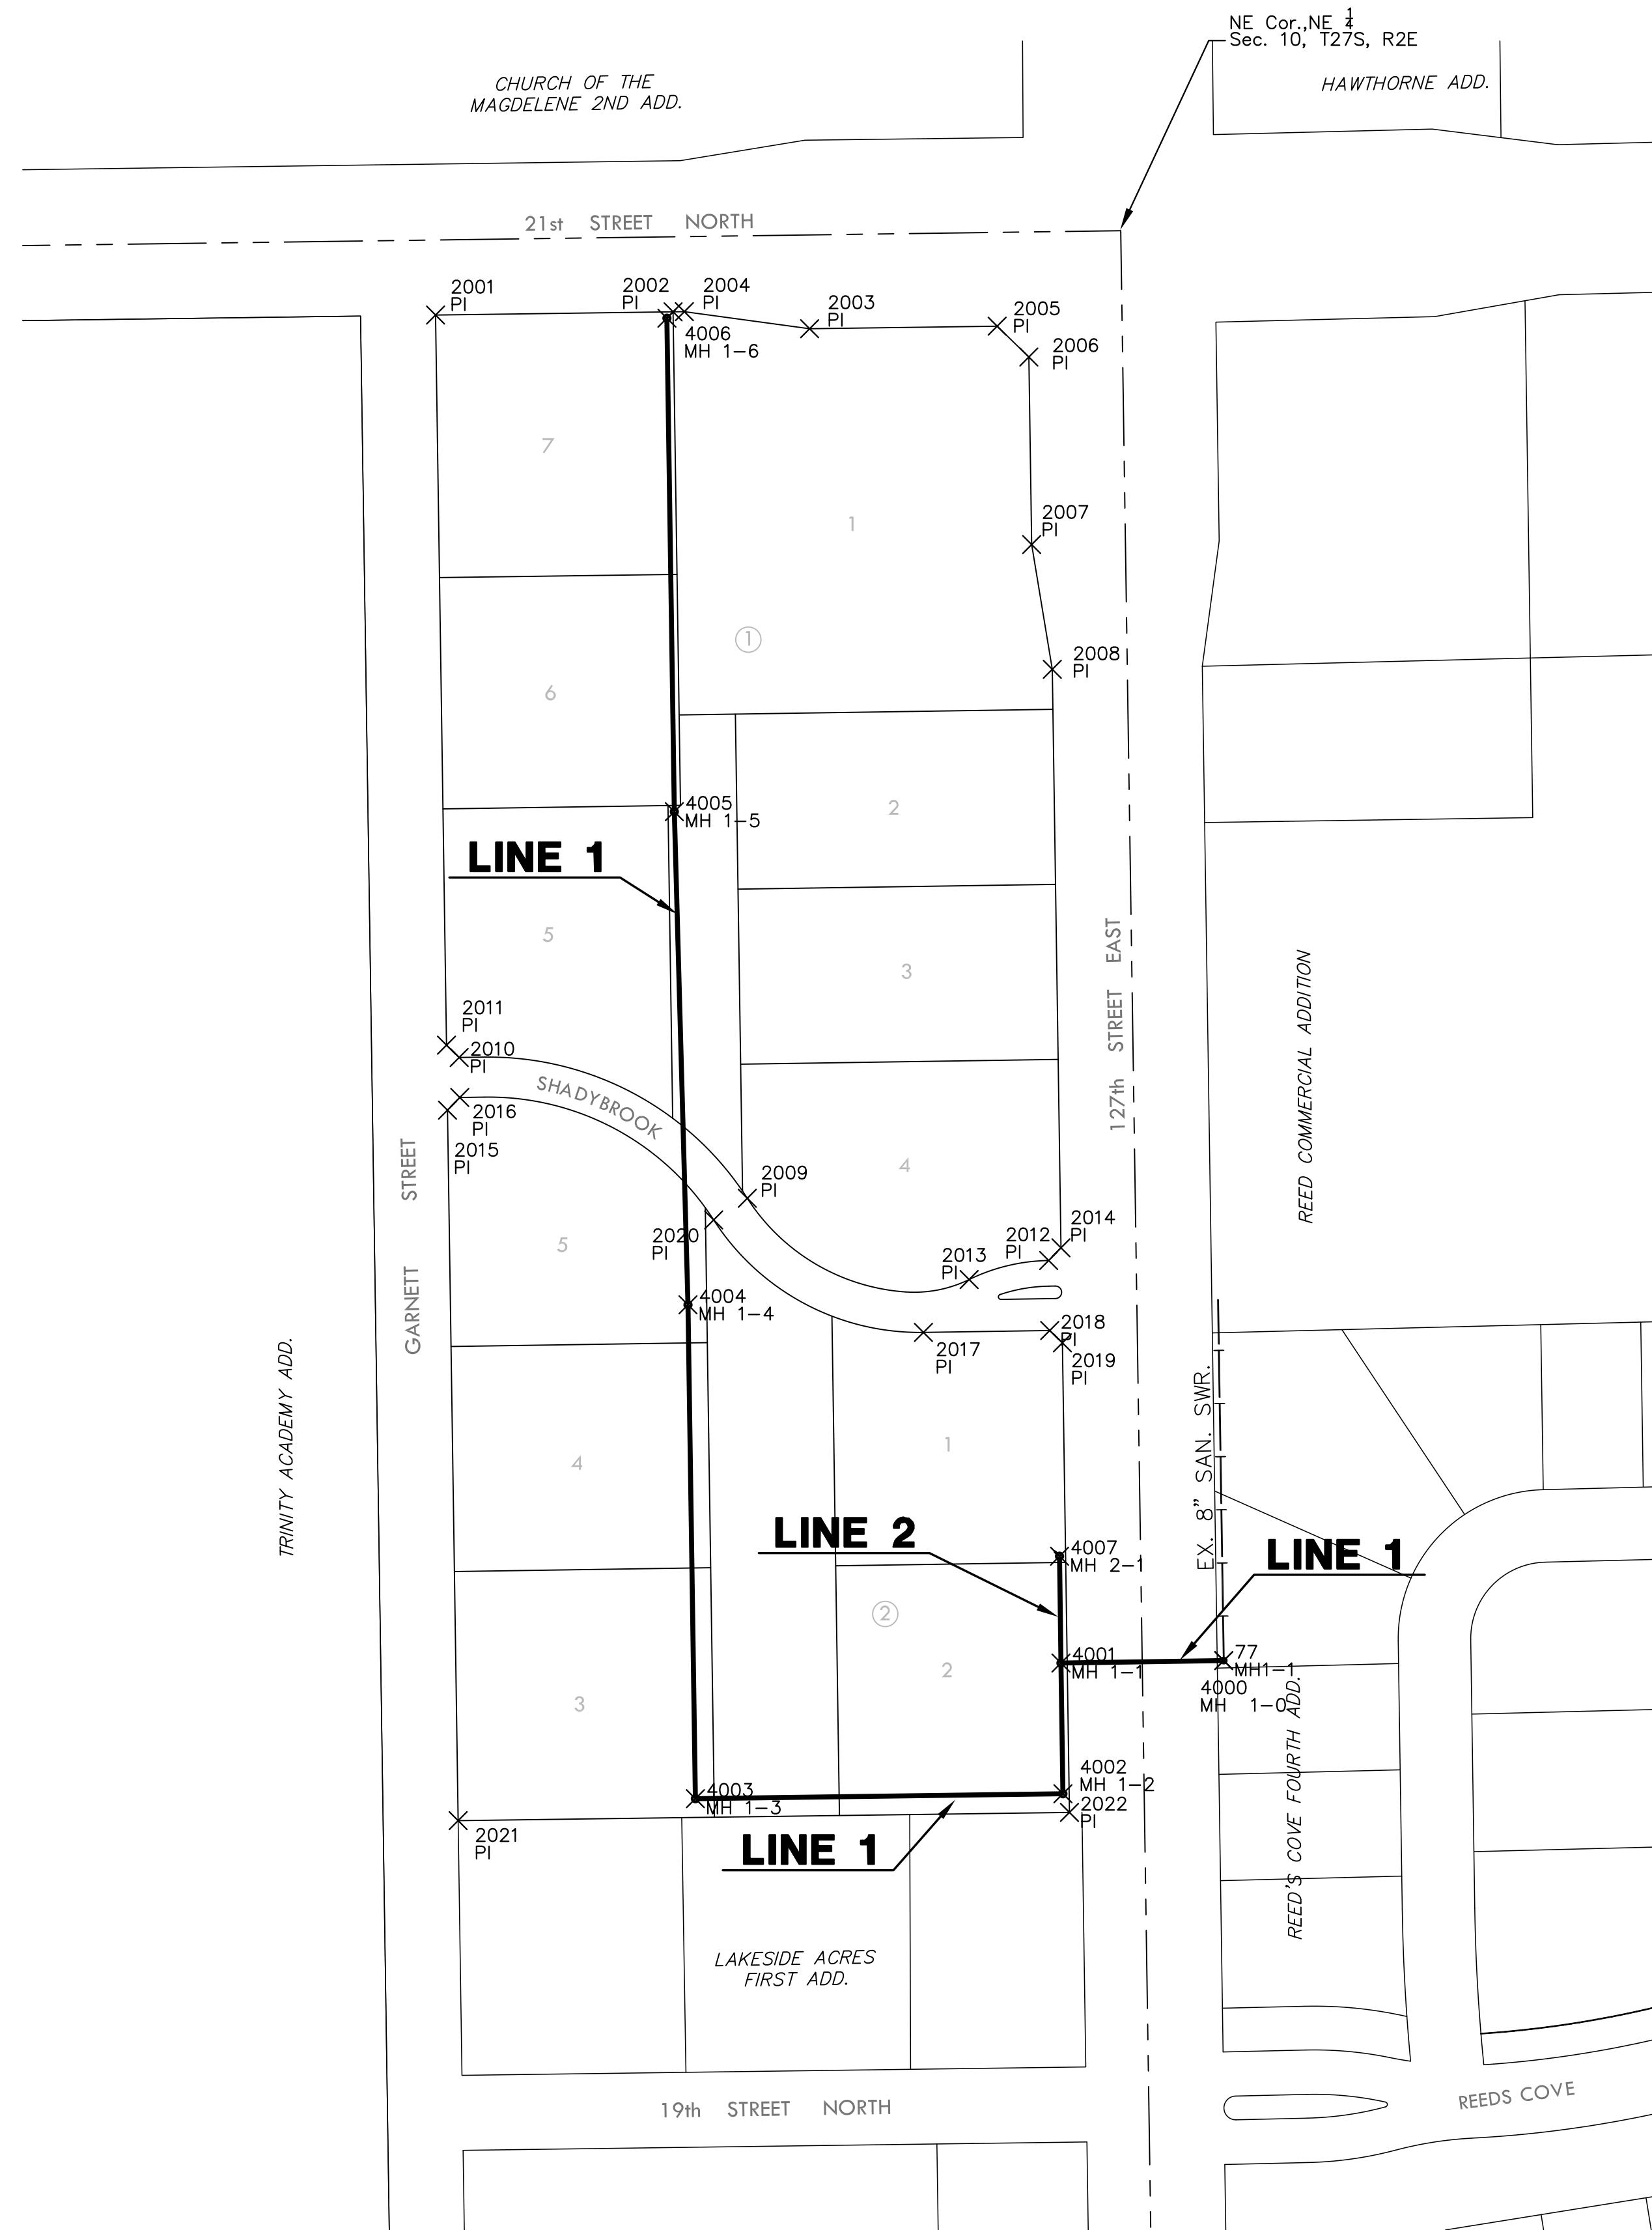 NE Cor.,NE 1/4
Sec. 10, T27S, R2E
CHURCH OF THE
MAGDELENE 2ND ADD.
HAWTHORNE ADD.
21st STREET NORTH
2001
PI
2002
PI
2004
PI
2003
PI
2005
PI
4006
MH 1-6
2006
PI
7
2007
PI
1
1
2008
PI
6
4005
MH 1-5
2
LINE 1
5
3
127th STREET EAST
REED COMMERCIAL ADDITION
2011
PI
2010
PI
SHADYBROOK
2016
PI
2015
PI
GARNETT STREET
4
2009
PI
2020
PI
5
2014
PI
2012
PI
2013
PI
4004
MH 1-4
2018
PI
2017
PI
2019
PI
TRINITY ACADEMY ADD.
EX. 8" SAN. SWR.
4
1
LINE 2
4007
MH 2-1
LINE 1
2
4001
MH 1-1
77
MH1-1
4000
MH 1-0
2
3
REED'S COVE FOURTH ADD.
4002
MH 1-2
4003
MH 1-3
2022
PI
2021
PI
LINE 1
LAKESIDE ACRES
FIRST ADD.
19th STREET NORTH
REEDS COVE